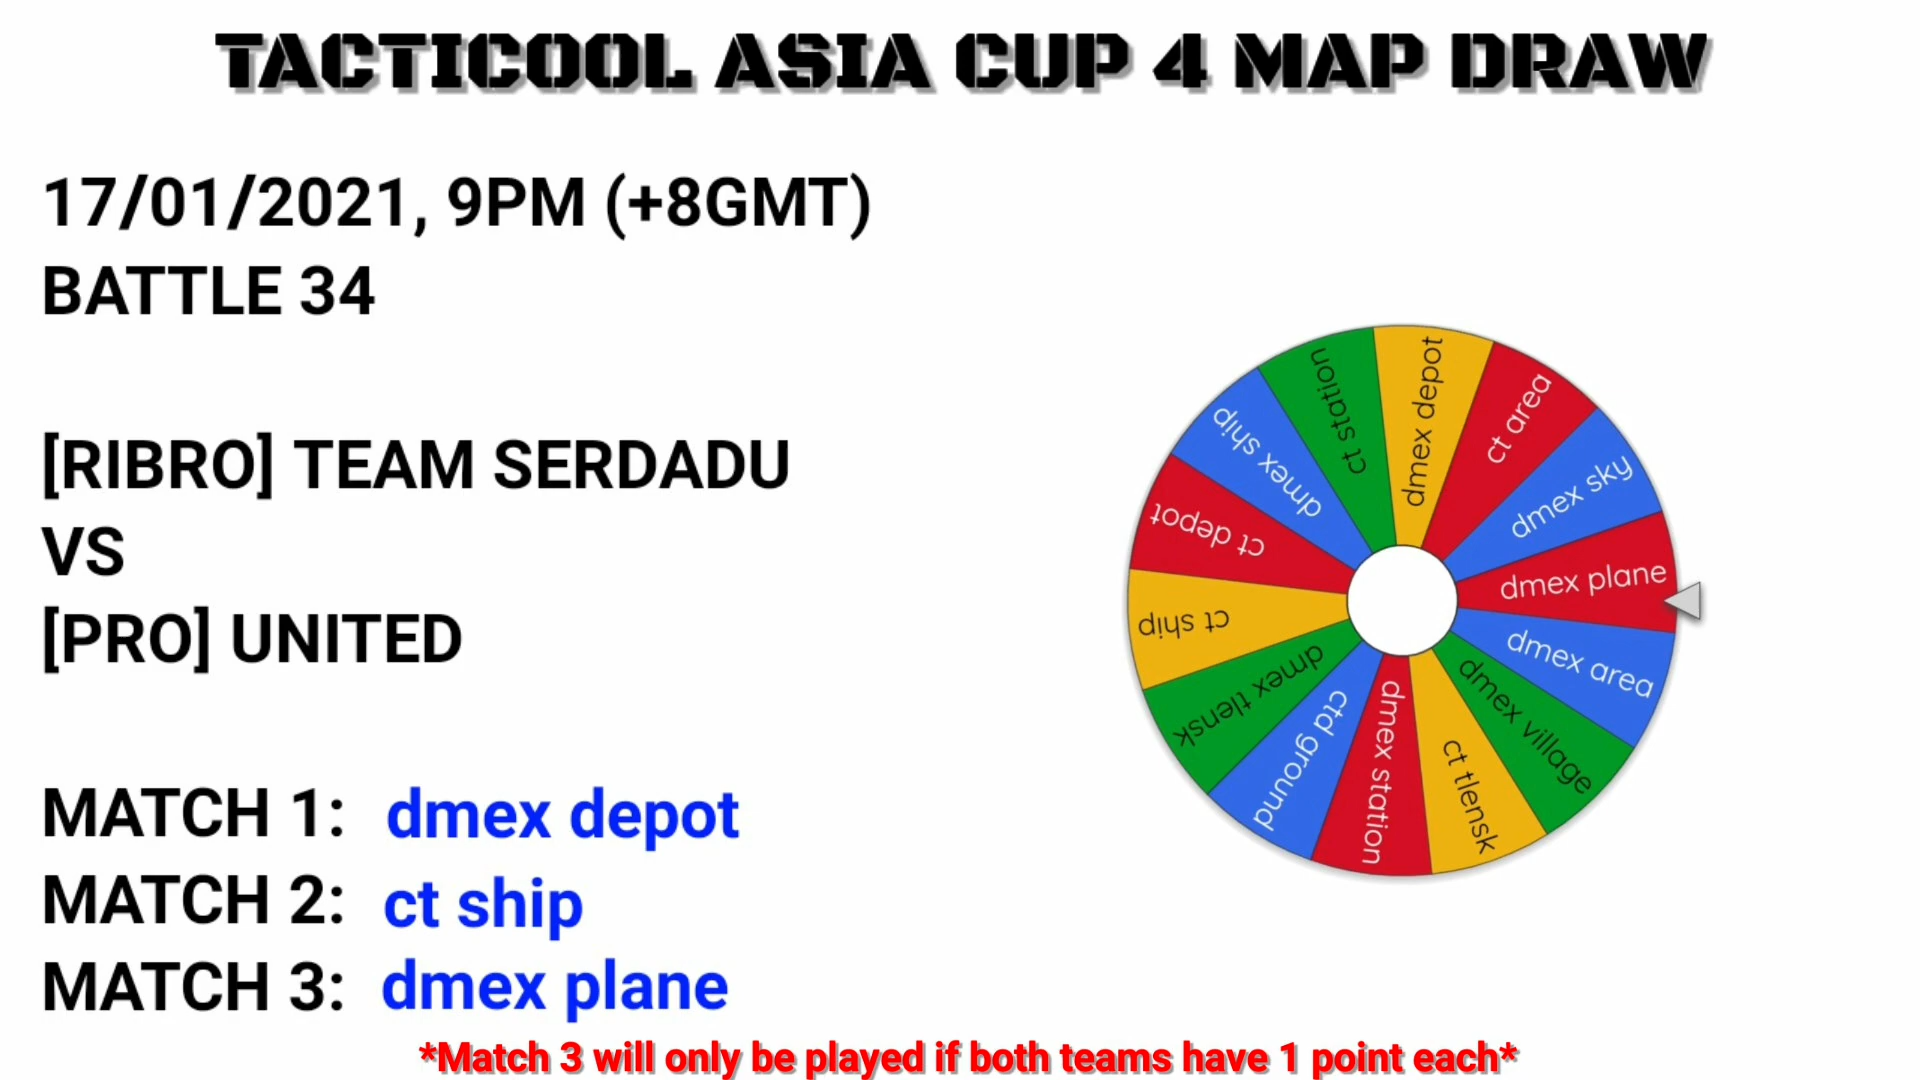 TACTICOOL ASIA CUP 4 MAP DRAW
17/01/2021, 9PM (+8GMT)
BATTLE 34
[RIBRO] TEAM SERDADU
VS
[PRO] UNITED
MATCH 1: dmex depot
MATCH 2: ct ship
MATCH 3: dmex plane
*Match 3 will only be played if both teams have 1 point each*
dmex depot
ct area
dmex sky
dmex plane
dmex area
dmex village
ct tlensk
dmex station
ctd ground
dmex tlensk
ct ship
ct depot
dmex ship
ct station